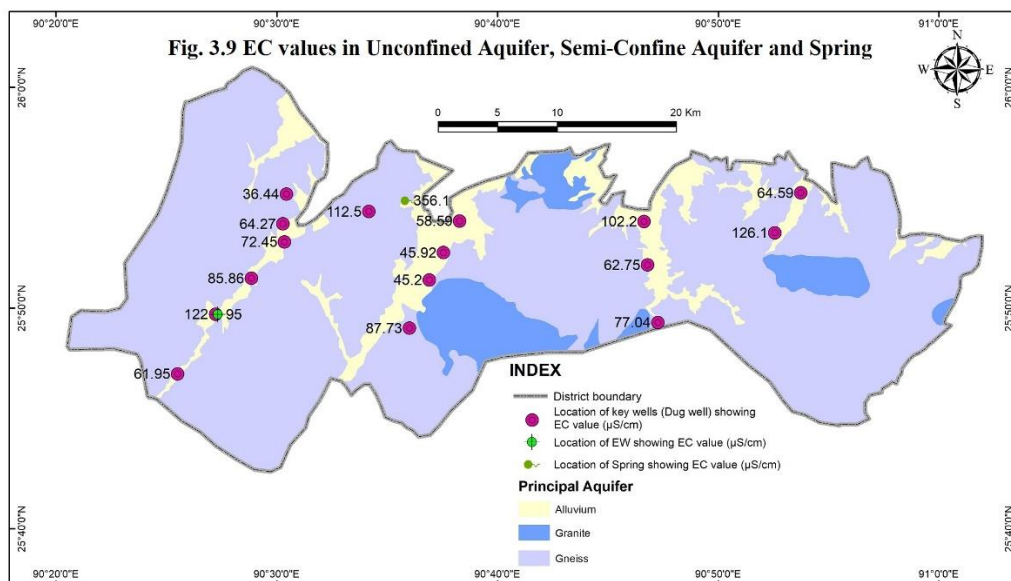 90°20'0"E 90°30'0"E 90°40'0"E 90°50'0"E 91°0'0"E
Fig. 3.9 EC values in Unconfined Aquifer, Semi-Confine Aquifer and Spring
N
W E
S
26°0'0"N 26°0'0"N
0 5 10 20 Km
36.44
64.59
356.1
112.5
58.59
102.2
64.27
126.1
72.45
45.92
62.75
85.86
45.2
25°50'0"N 25°50'0"N
122 95
77.04
87.73
61.95
INDEX
District boundary
Location of key wells (Dug well) showing
EC value (µS/cm)
Location of EW showing EC value (µS/cm)
Location of Spring showing EC value (µS/cm)
Principal Aquifer
Alluvium
Granite
Gneiss
25°40'0"N 25°40'0"N
90°20'0"E 90°30'0"E 90°40'0"E 90°50'0"E 91°0'0"E